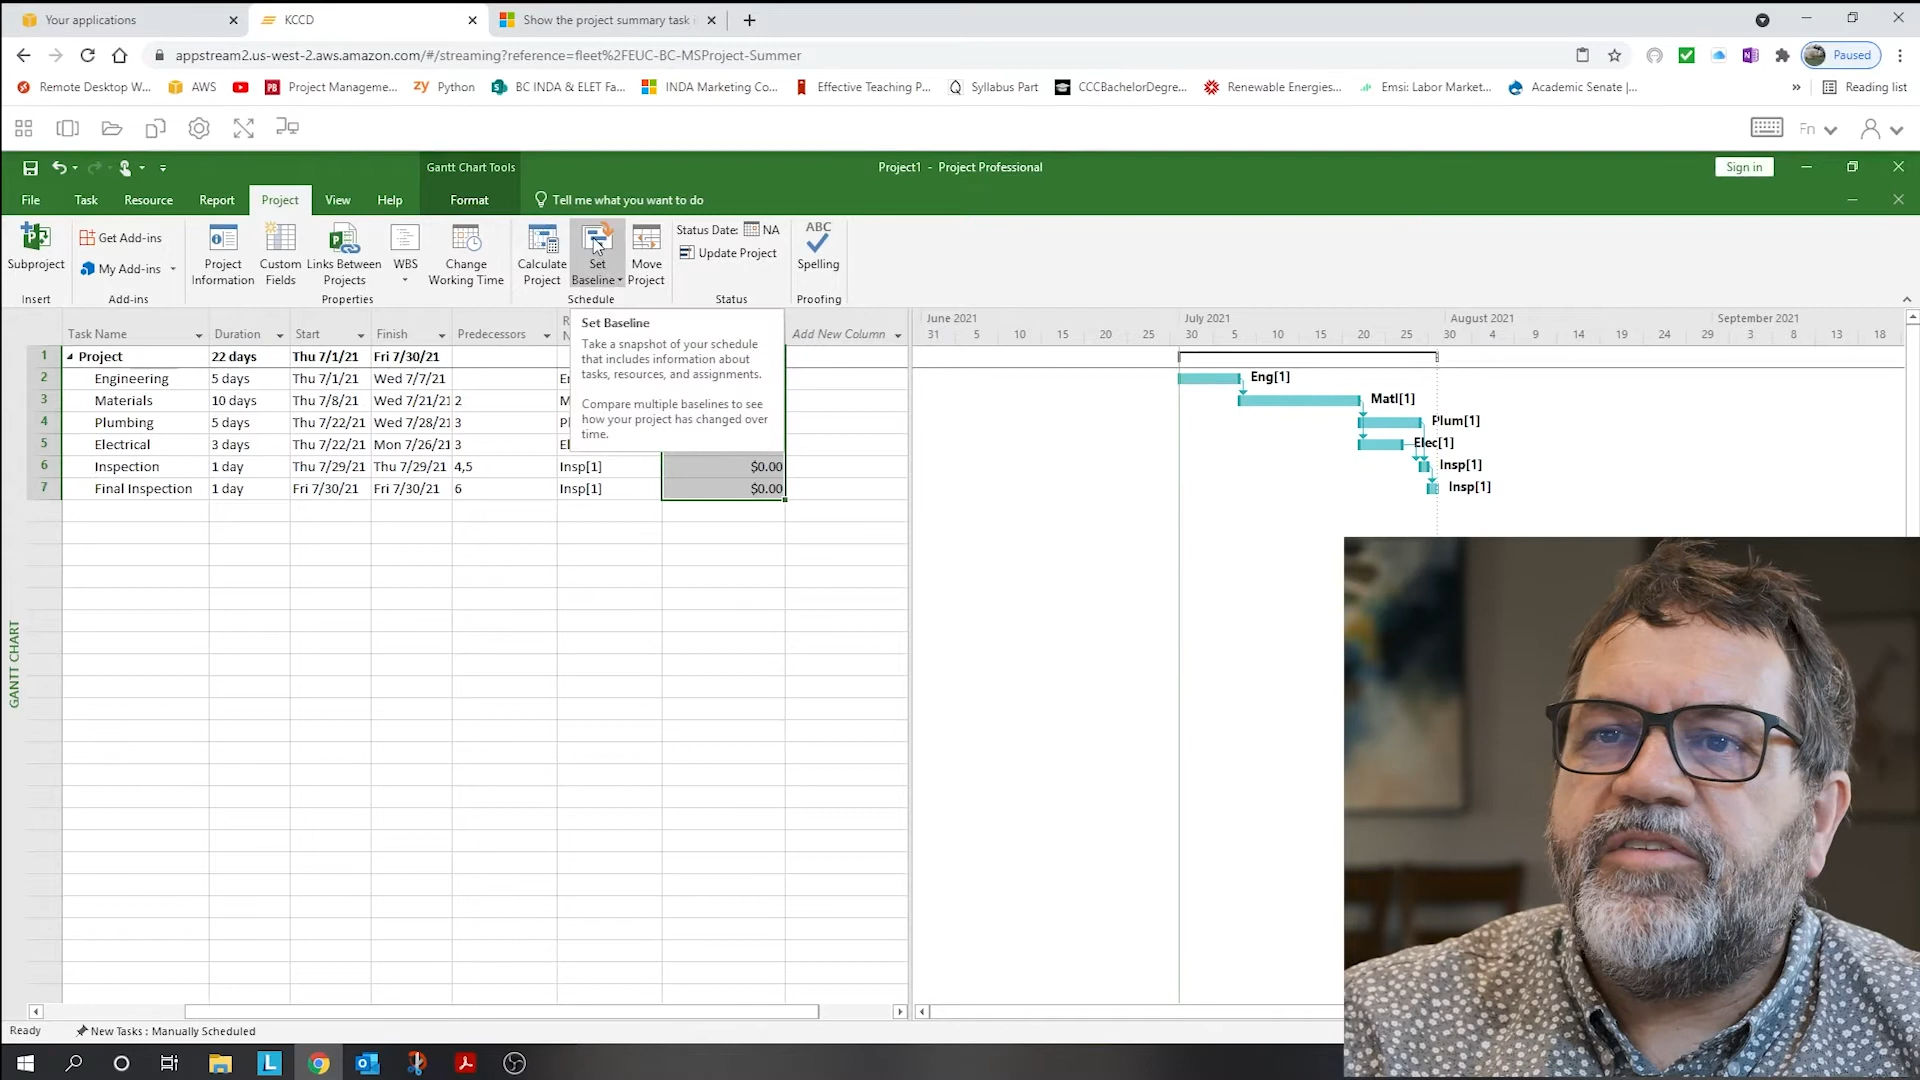 Your applications
KCCD
Show the project summary task i
appstream2.us-west-2.aws.amazon.com/#/streaming?reference=fleet%2FEUC-BC-MSProject-Summer
Paused
Remote Desktop W...
AWS
PB
Project Manageme...
zy Python
BC INDA & ELET Fa...
INDA Marketing Co...
Effective Teaching P...
Syllabus Part
CCCBachelorDegre...
Renewable Energies...
Emsi: Labor Market...
Academic Senate |...
»
Reading list
Fn
Gantt Chart Tools
Project1 - Project Professional
Sign in
File
Task
Resource
Report
Project
View
Help
Format
Tell me what you want to do
Subproject
Get Add-ins
My Add-ins
Project Information
Custom Fields
Links Between Projects
WBS
Change Working Time
Calculate Project
Set Baseline
Move Project
Status Date: NA
Update Project
ABC
Spelling
Insert
Add-ins
Properties
Schedule
Status
Proofing
Task Name
Duration
Start
Finish
Predecessors
Add New Column
Set Baseline
Take a snapshot of your schedule
that includes information about
tasks, resources, and assignments.
Compare multiple baselines to see
how your project has changed over
time.
June 2021
July 2021
August 2021
September 2021
31 5 10 15 20 25 30 5 10 15 20 25 30 4 9 14 19 24 29 3 8 13 18
1 Project 22 days Thu 7/1/21 Fri 7/30/21
2 Engineering 5 days Thu 7/1/21 Wed 7/7/21
3 Materials 10 days Thu 7/8/21 Wed 7/21/21 2
4 Plumbing 5 days Thu 7/22/21 Wed 7/28/21 3
5 Electrical 3 days Thu 7/22/21 Mon 7/26/21 3
6 Inspection 1 day Thu 7/29/21 Thu 7/29/21 4,5 Insp[1] $0.00
7 Final Inspection 1 day Fri 7/30/21 Fri 7/30/21 6 Insp[1] $0.00
Eng[1]
Matl[1]
Plum[1]
Elec[1]
Insp[1]
Insp[1]
GANTT CHART
Ready
New Tasks : Manually Scheduled
L